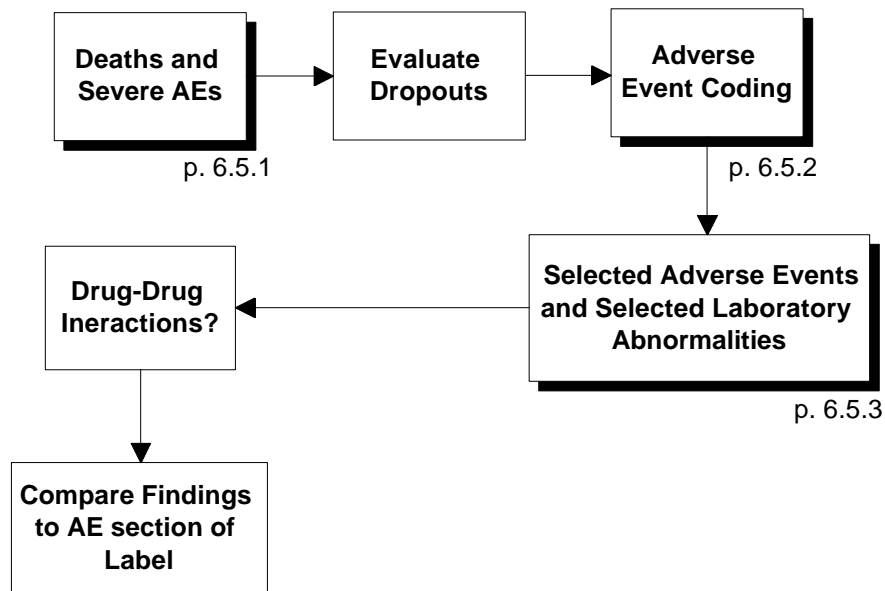 Deaths and
Severe AEs
p. 6.5.1
Evaluate
Dropouts
Adverse
Event Coding
p. 6.5.2
Selected Adverse Events
and Selected Laboratory
Abnormalities
p. 6.5.3
Drug-Drug
Ineractions?
Compare Findings
to AE section of
Label